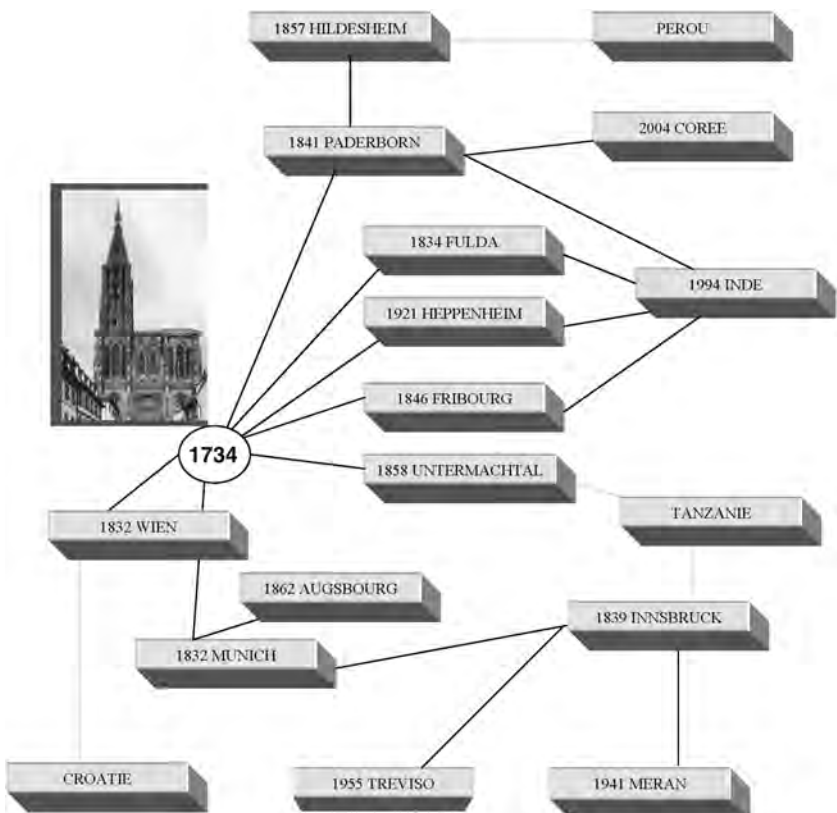 1857 HILDESHEIM
PEROU
1841 PADERBORN
2004 COREE
1834 FULDA
1994 INDE
1921 HEPPENHEIM
1846 FRIBOURG
1734
1858 UNTERMACHTAL
1832 WIEN
TANZANIE
1862 AUGSBOURG
1839 INNSBRUCK
1832 MUNICH
CROATIE
1955 TREVISO
1941 MERAN